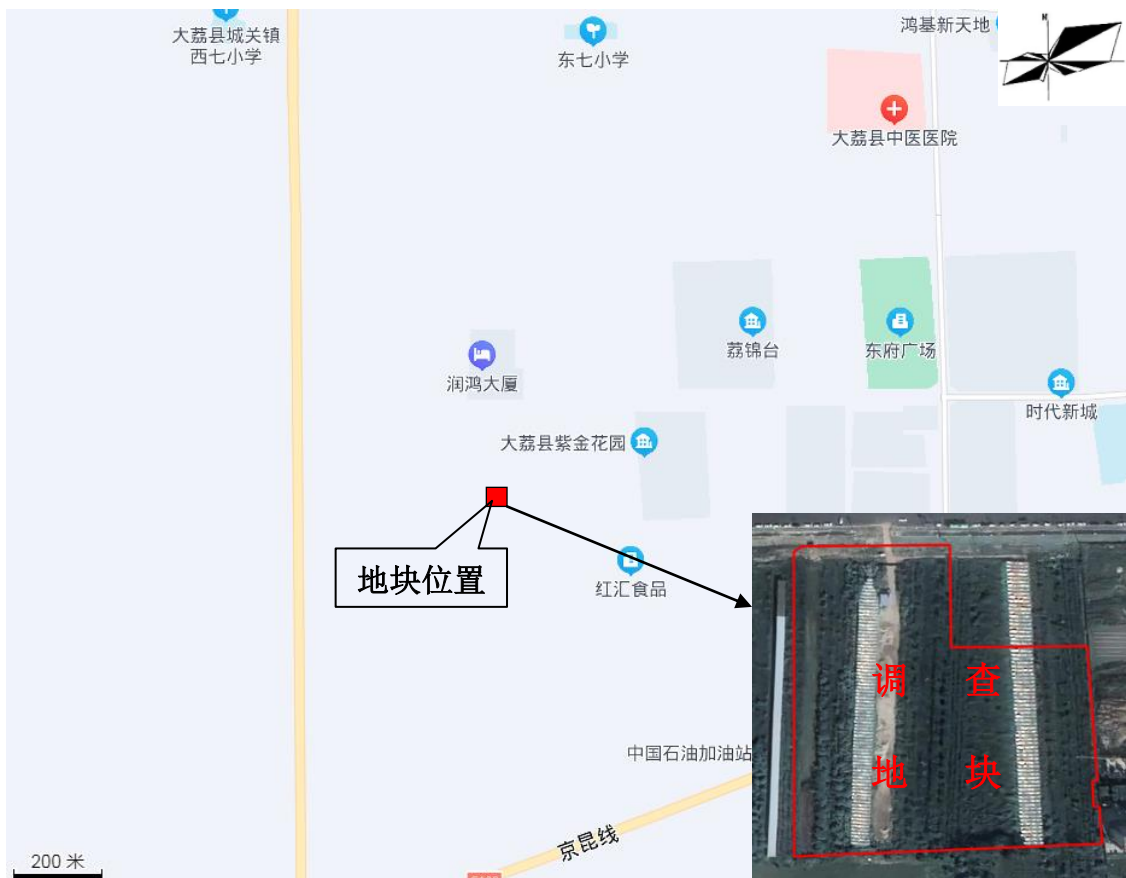 大荔县城关镇
西七小学
东七小学
鸿基新天地
N
大荔县中医医院
荔锦台
东府广场
润鸿大厦
时代新城
大荔县紫金花园
地块位置
红汇食品
调 查
地 块
中国石油加油站
京昆线
200 米